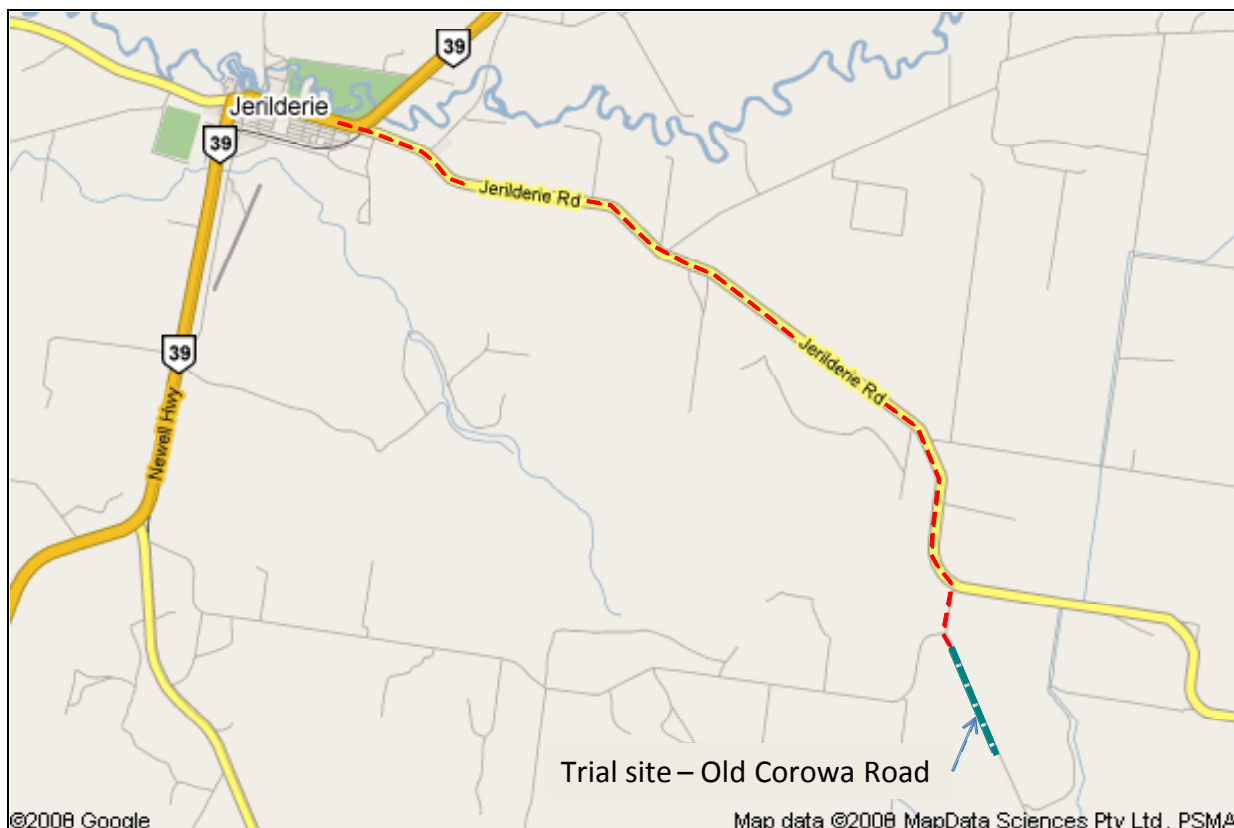 39
Jerilderie
39
Jerilderie Rd
39
Jerilderie Rd
Newell Hwy
Trial site – Old Corowa Road
©2008 Google
Map data ©2008 MapData Sciences Pty Ltd, PSMA